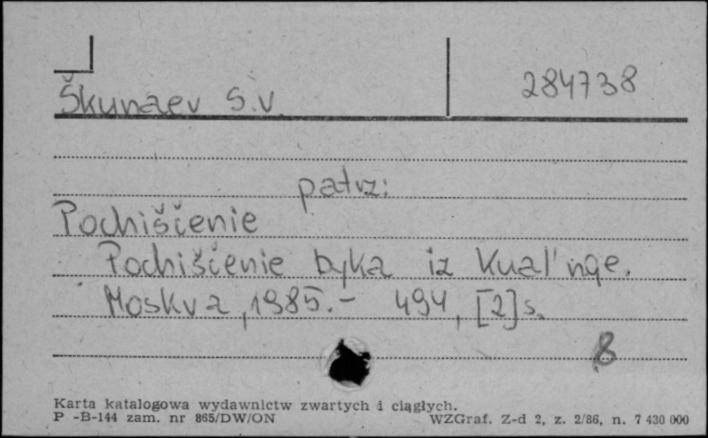 Škunaev S.V.
284738
patrz:
Pochiščenie
Pochiščenie byka iz Kual'nge.
Moskva, 1985.- 494, [2]s.
8
Karta katalogowa wydawnictw zwartych i ciągłych.
P -B-144 zam. nr 865/DW/ON WZGraf. Z-d 2, z. 2/86, n. 7 430 000